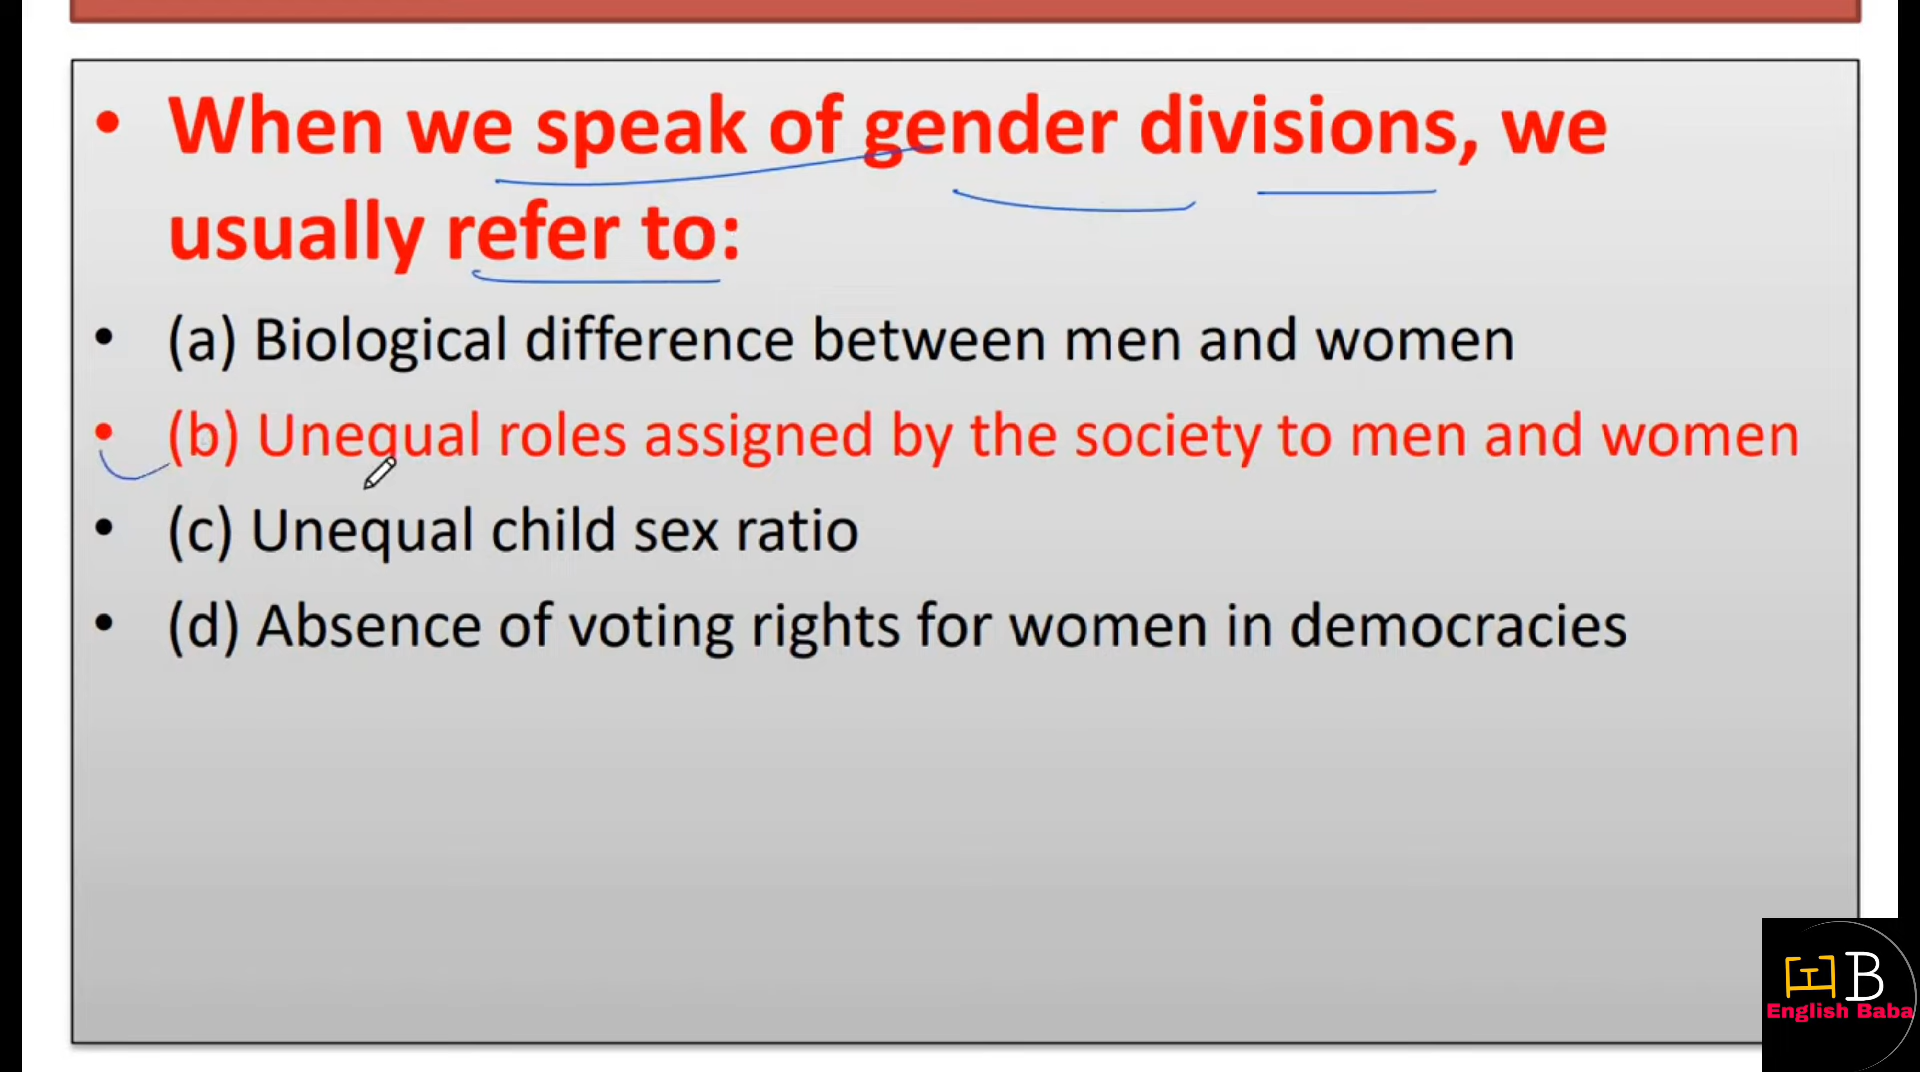 • When we speak of gender divisions, we
usually refer to:
• (a) Biological difference between men and women
• (b) Unequal roles assigned by the society to men and women
• (c) Unequal child sex ratio
• (d) Absence of voting rights for women in democracies
EB
English Baba